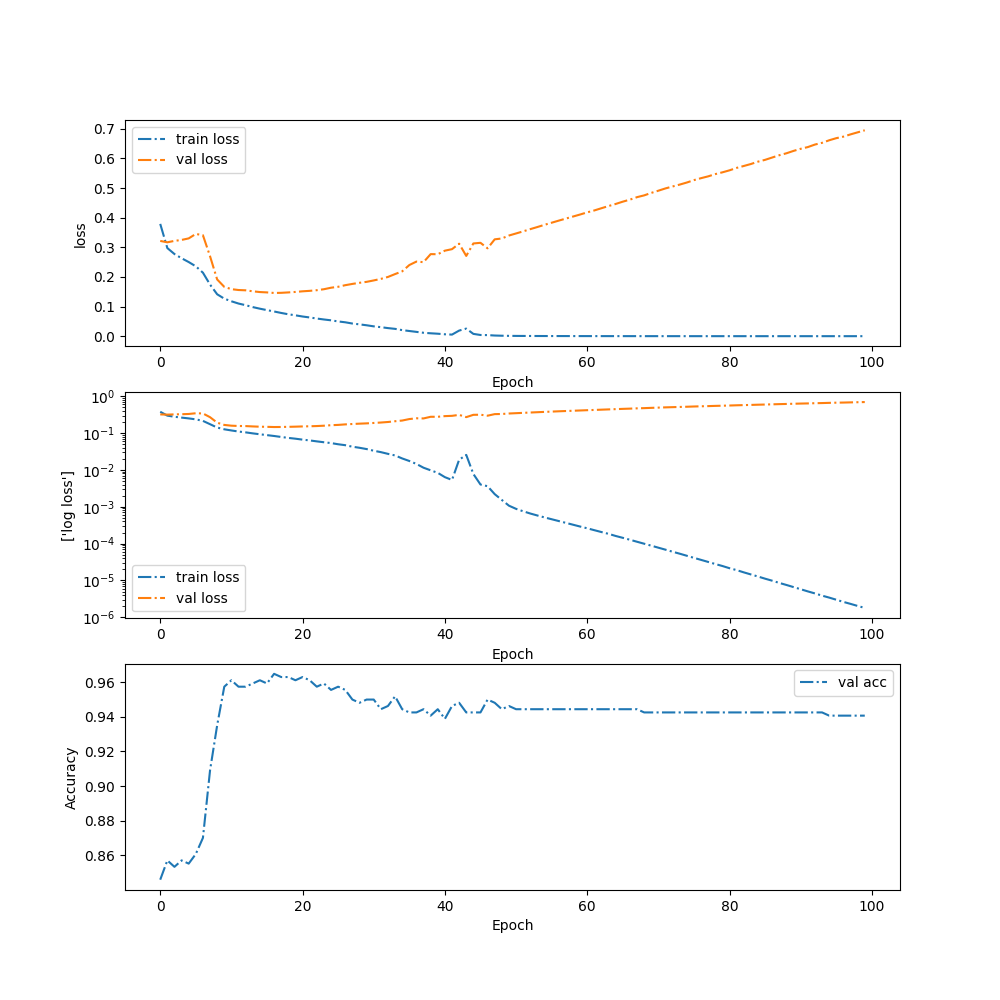 0.7
0.6
0.5
0.4
0.3
0.2
0.1
0.0
loss
train loss
val loss
0 20 40 60 80 100
Epoch
10^0
10^-1
10^-2
10^-3
10^-4
10^-5
10^-6
['log loss']
train loss
val loss
0 20 40 60 80 100
Epoch
0.96
0.94
0.92
0.90
0.88
0.86
Accuracy
val acc
0 20 40 60 80 100
Epoch